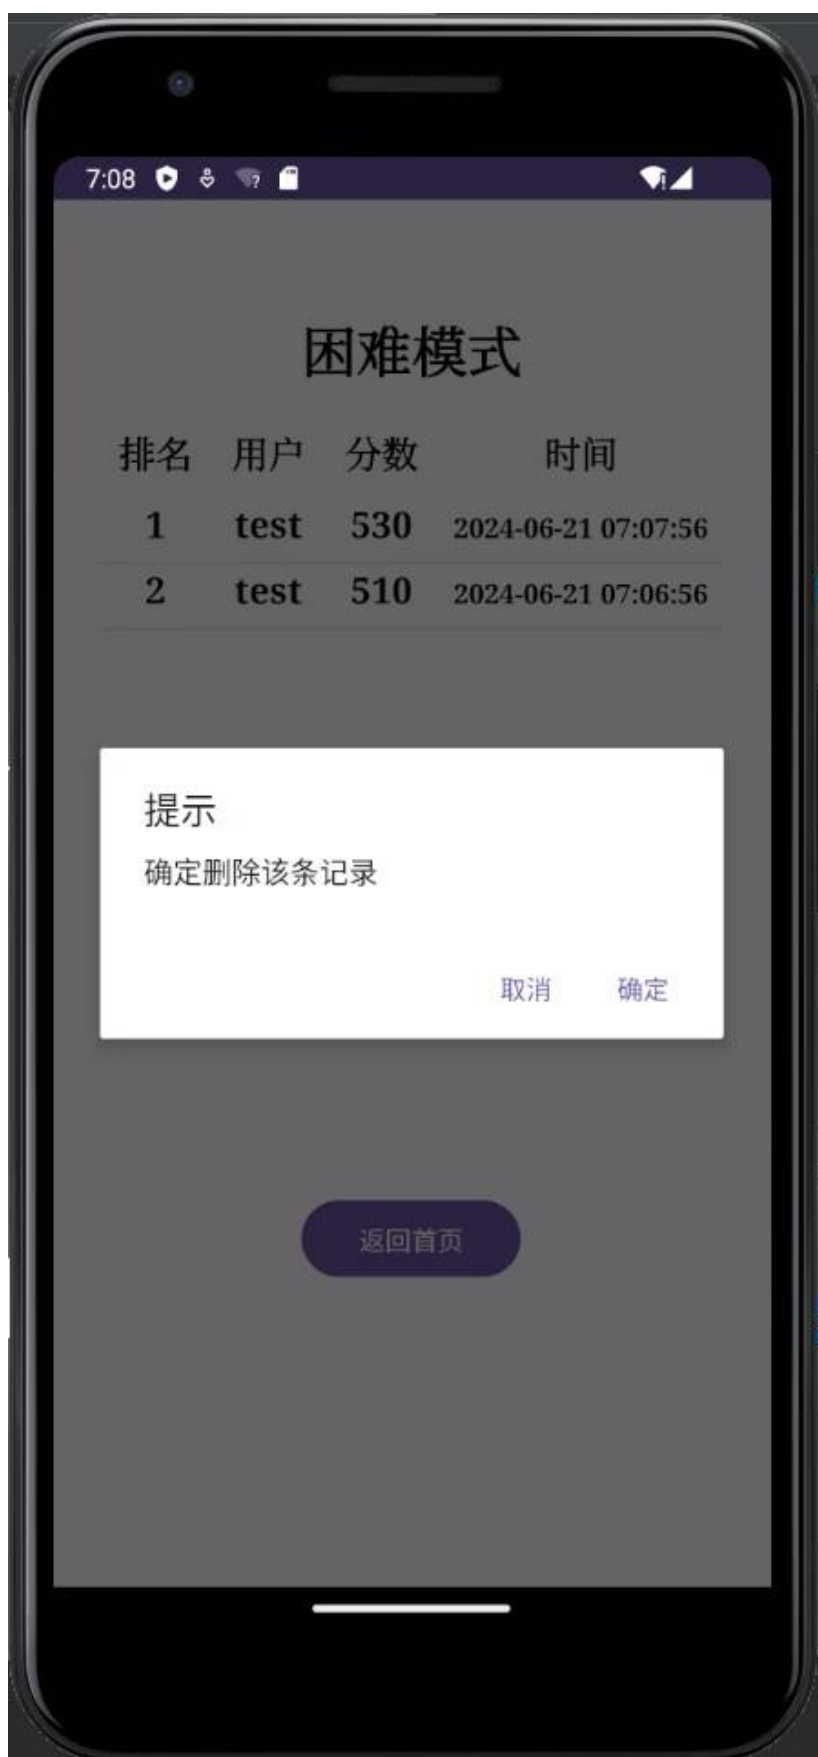 7:08
困难模式
排名 用户 分数 时间
1 test 530 2024-06-21 07:07:56
2 test 510 2024-06-21 07:06:56
提示
确定删除该条记录
取消 确定
返回首页